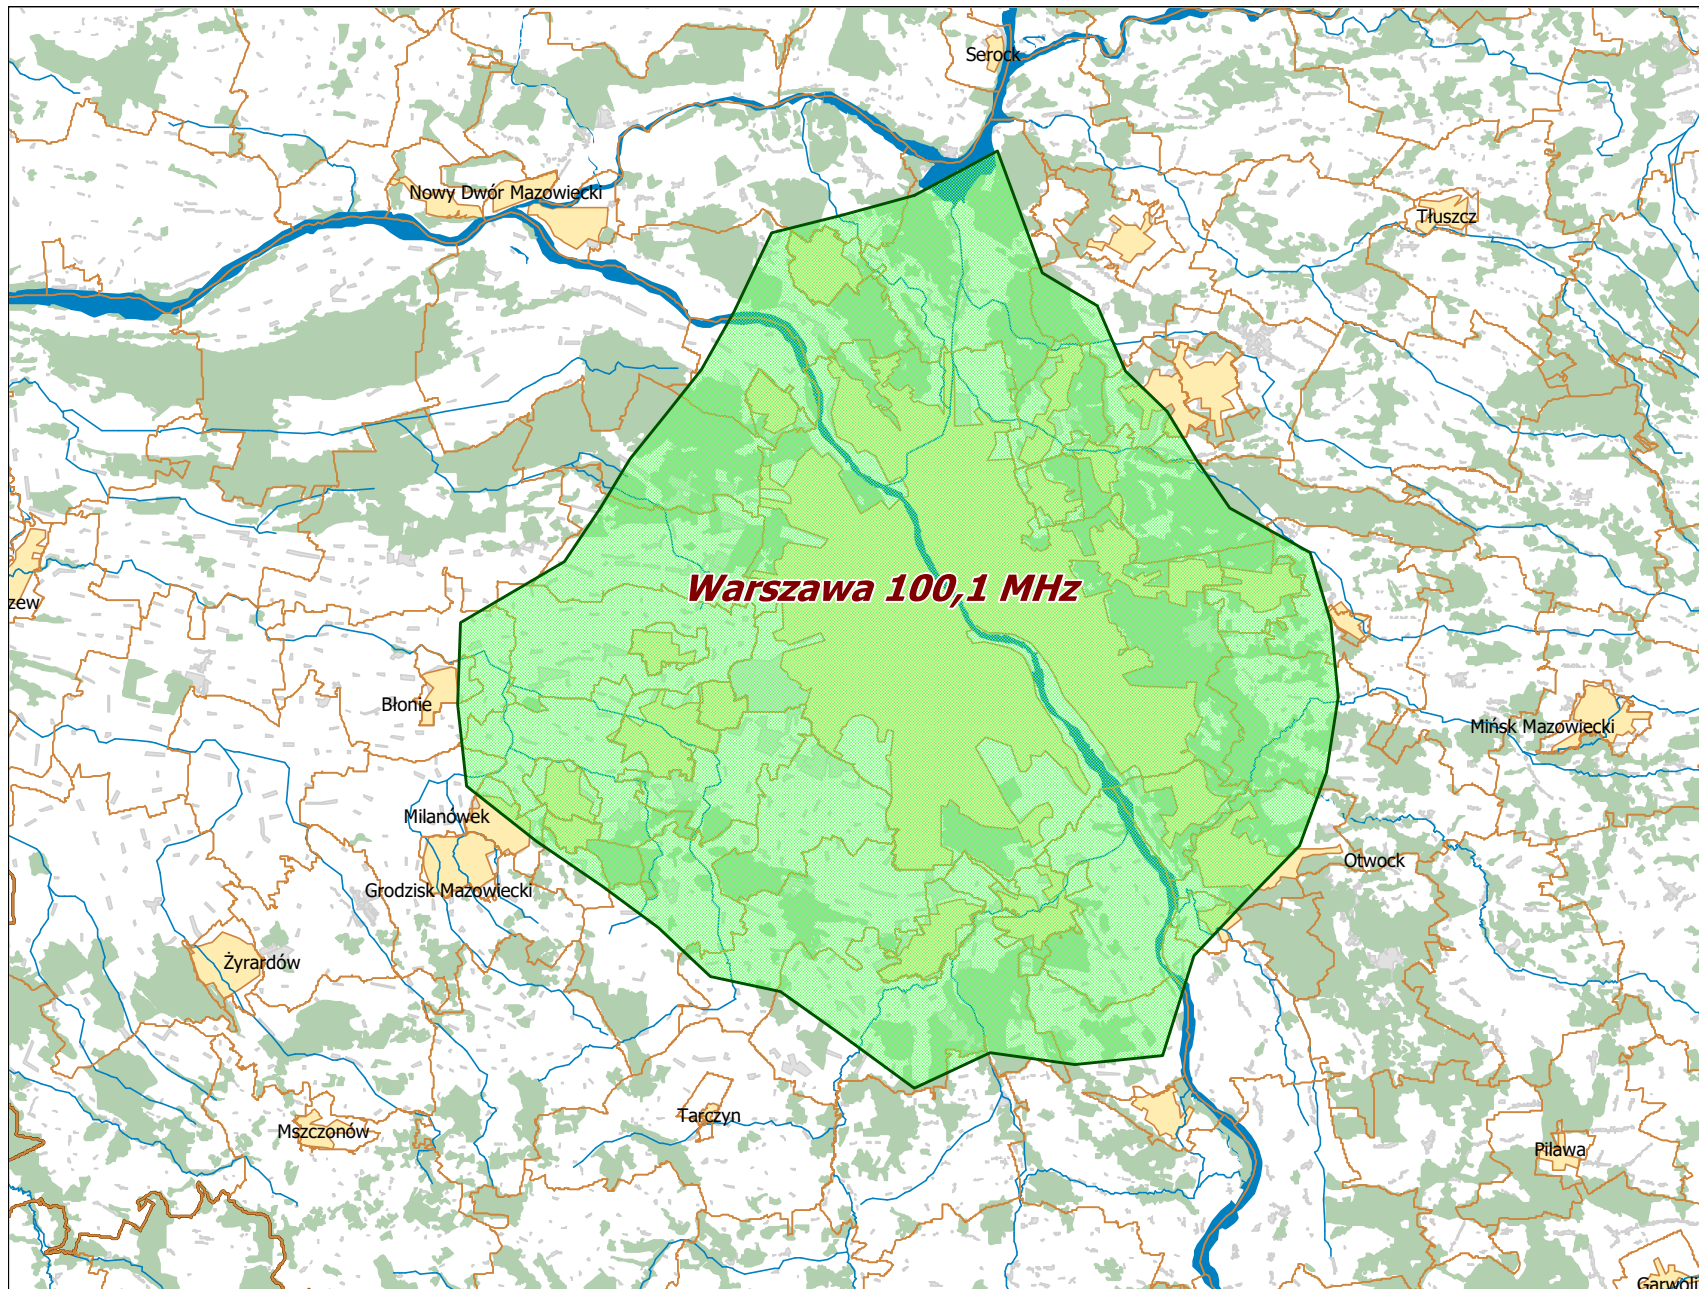 Serock
Nowy Dwór Mazowiecki
Tłuszcz
Warszawa 100,1 MHz
zew
Błonie
Mińsk Mazowiecki
Milanówek
Otwock
Grodzisk Mazowiecki
Żyrardów
Tarczyn
Mszczonów
Pilawa
Garwoli